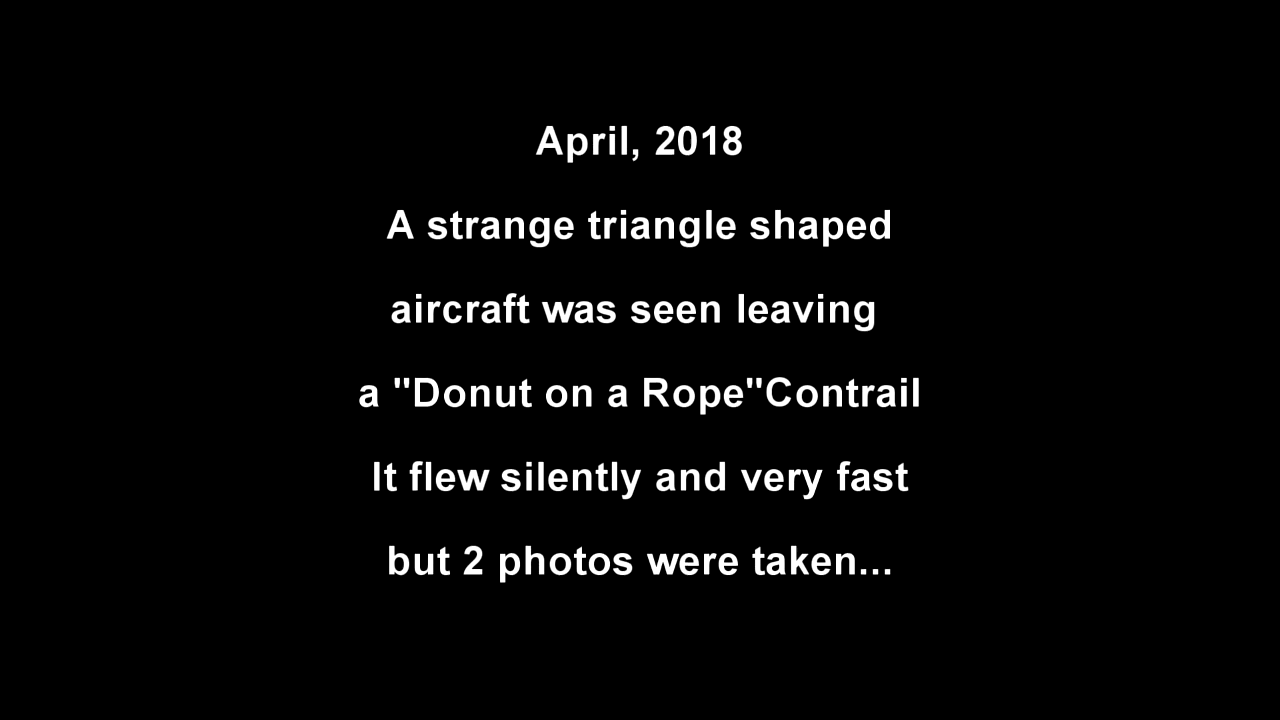 April, 2018
A strange triangle shaped
aircraft was seen leaving
a "Donut on a Rope"Contrail
It flew silently and very fast
but 2 photos were taken...